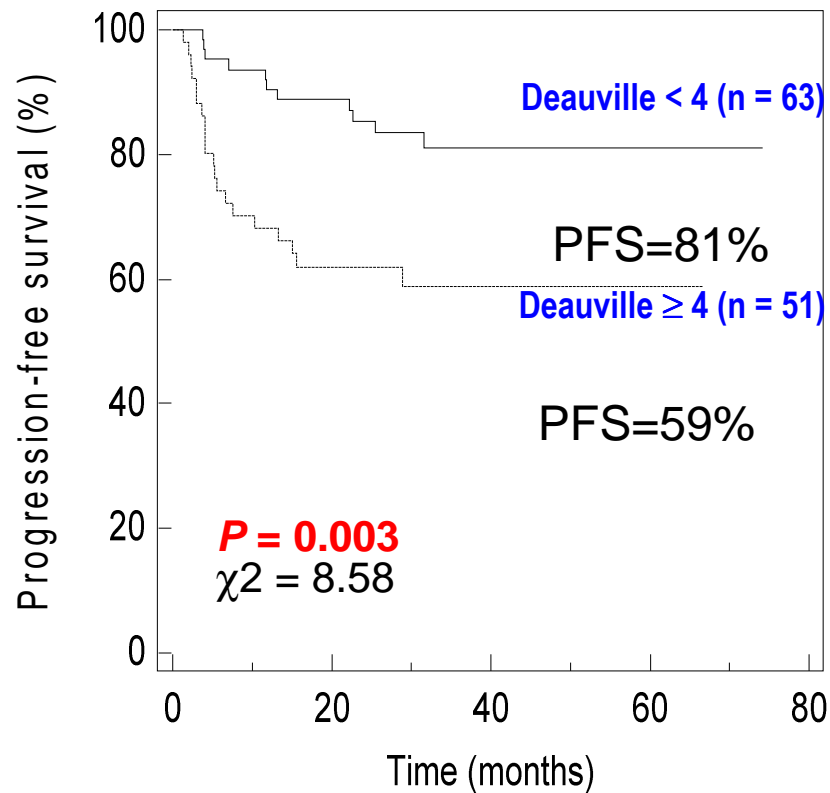 Progression-free survival (%)
100
80
60
40
20
0
Deauville < 4 (n = 63)
PFS=81%
Deauville ≥ 4 (n = 51)
PFS=59%
P = 0.003
χ2 = 8.58
0 20 40 60 80
Time (months)